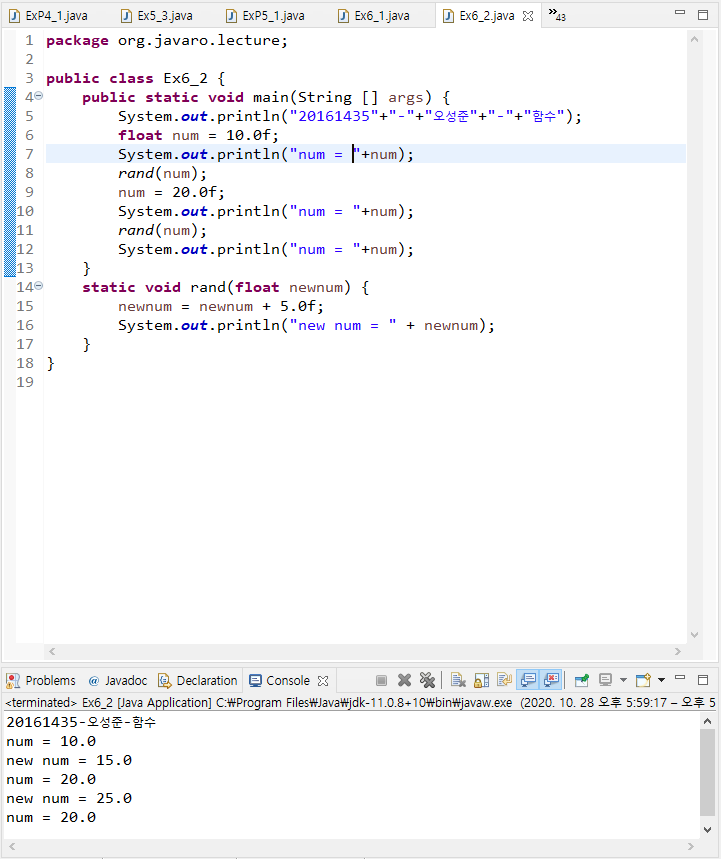 ExP4_1.java Ex5_3.java ExP5_1.java Ex6_1.java Ex6_2.java »43
1 package org.javaro.lecture;
2
3 public class Ex6_2 {
4     public static void main(String [] args) {
5         System.out.println("20161435"+"-"+"오성준"+"-"+"함수");
6         float num = 10.0f;
7         System.out.println("num = "+num);
8         rand(num);
9         num = 20.0f;
10         System.out.println("num = "+num);
11         rand(num);
12         System.out.println("num = "+num);
13     }
14     static void rand(float newnum) {
15         newnum = newnum + 5.0f;
16         System.out.println("new num = " + newnum);
17     }
18 }
19
Problems @ Javadoc Declaration Console
<terminated> Ex6_2 [Java Application] C:₩Program Files₩Java₩jdk-11.0.8+10₩bin₩javaw.exe (2020. 10. 28 오후 5:59:17 – 오후 5
20161435-오성준-함수
num = 10.0
new num = 15.0
num = 20.0
new num = 25.0
num = 20.0